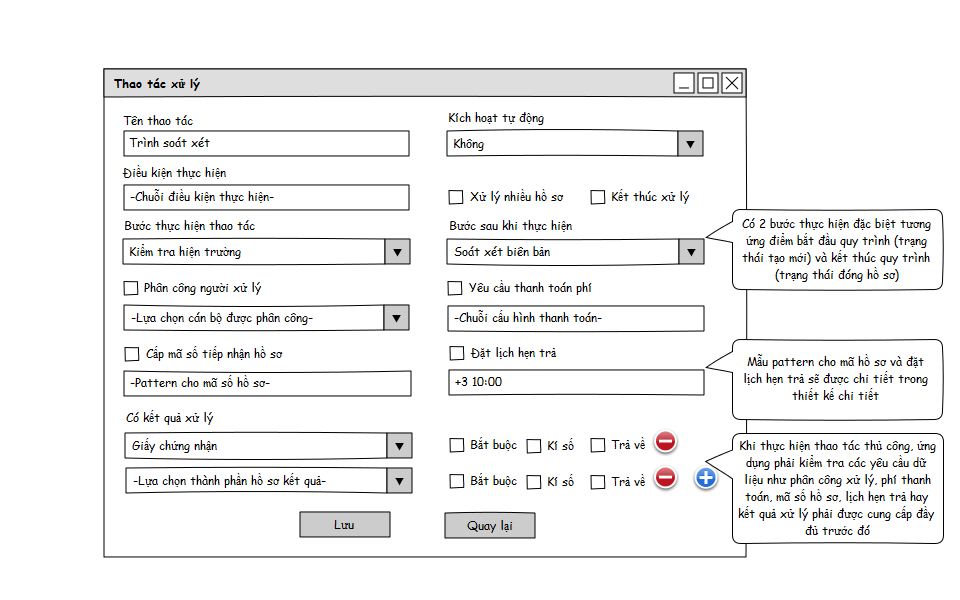 Thao tác xử lý
Tên thao tác
Kích hoạt tự động
Trình soát xét
Không
Điều kiện thực hiện
-Chuỗi điều kiện thực hiện-
Xử lý nhiều hồ sơ
Kết thúc xử lý
Bước thực hiện thao tác
Bước sau khi thực hiện
Kiểm tra hiện trường
Soát xét biên bản
Có 2 bước thực hiện đặc biệt tương
ứng điểm bắt đầu quy trình (trạng
thái tạo mới) và kết thúc quy trình
(trạng thái đóng hồ sơ)
Phân công người xử lý
Yêu cầu thanh toán phí
-Lựa chọn cán bộ được phân công-
-Chuỗi cấu hình thanh toán-
Cấp mã số tiếp nhận hồ sơ
Đặt lịch hẹn trả
-Pattern cho mã số hồ sơ-
+3 10:00
Mẫu pattern cho mã hồ sơ và đặt
lịch hẹn trả sẽ được chi tiết trong
thiết kế chi tiết
Có kết quả xử lý
Giấy chứng nhận
Bắt buộc
Kí số
Trả về
-Lựa chọn thành phần hồ sơ kết quả-
Bắt buộc
Kí số
Trả về
Khi thực hiện thao tác thủ công, ứng
dụng phải kiểm tra các yêu cầu dữ
liệu như phân công xử lý, phí thanh
toán, mã số hồ sơ, lịch hẹn trả hay
kết quả xử lý phải được cung cấp đầy
đủ trước đó
Lưu
Quay lại